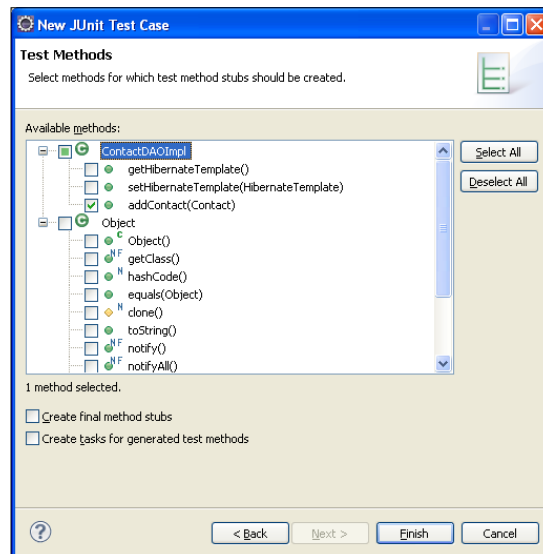 New JUnit Test Case
Test Methods
Select methods for which test method stubs should be created.
Available methods:
ContactDAOImpl
getHibernateTemplate()
setHibernateTemplate(HibernateTemplate)
addContact(Contact)
Object
C Object()
N F getClass()
N hashCode()
equals(Object)
N clone()
toString()
N F notify()
N F notifyAll()
Select All
Deselect All
1 method selected.
Create final method stubs
Create tasks for generated test methods
? < Back Next > Finish Cancel